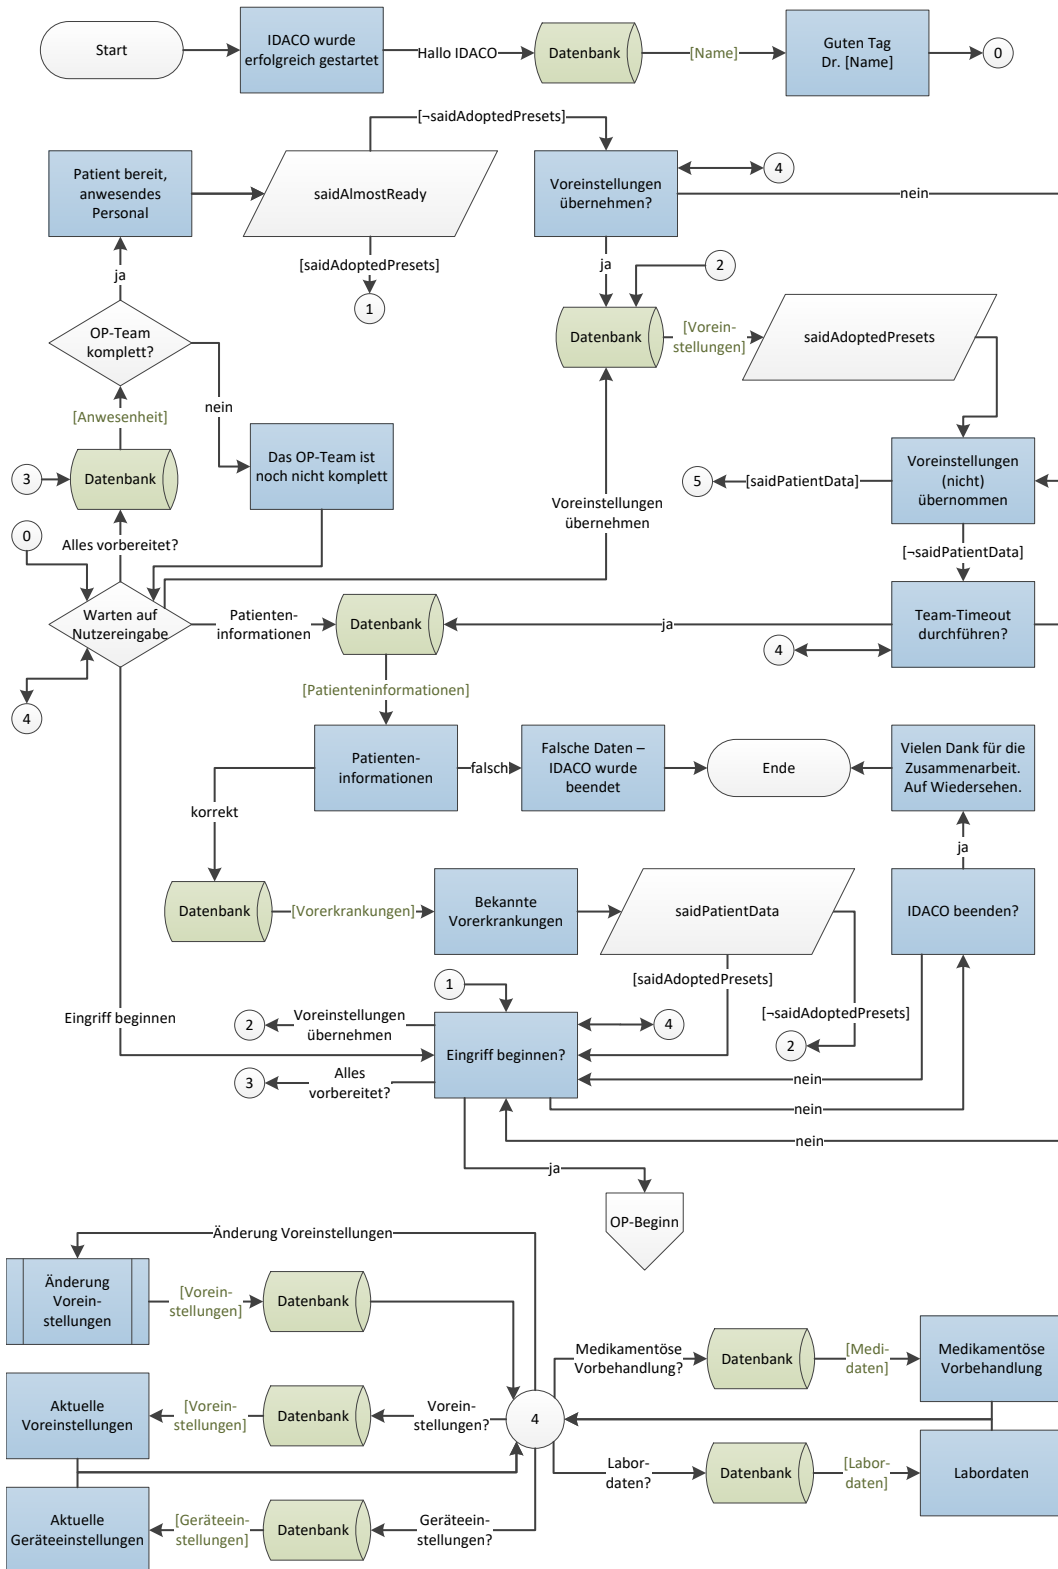 Start
IDACO wurde
erfolgreich gestartet
Hallo IDACO
Datenbank
[Name]
Guten Tag
Dr. [Name]
0
[¬saidAdoptedPresets]
Patient bereit,
anwesendes
Personal
saidAlmostReady
Voreinstellungen
übernehmen?
4
nein
[saidAdoptedPresets]
1
ja
ja
2
OP-Team
komplett?
Datenbank
[Vorein-
stellungen]
saidAdoptedPresets
nein
[Anwesenheit]
3
Datenbank
Das OP-Team ist
noch nicht komplett
Voreinstellungen
übernehmen
5
[saidPatientData]
Voreinstellungen
(nicht)
übernommen
0
Alles vorbereitet?
[¬saidPatientData]
Warten auf
Nutzereingabe
Patienten-
informationen
Datenbank
ja
Team-Timeout
durchführen?
4
4
[Patienteninformationen]
Patienten-
informationen
falsch
Falsche Daten –
IDACO wurde
beendet
Ende
Vielen Dank für die
Zusammenarbeit.
Auf Wiedersehen.
korrekt
ja
Datenbank
[Vorerkrankungen]
Bekannte
Vorerkrankungen
saidPatientData
IDACO beenden?
[saidAdoptedPresets]
1
[¬saidAdoptedPresets]
Eingriff beginnen
2
Voreinstellungen
übernehmen
Eingriff beginnen?
4
2
3
Alles
vorbereitet?
nein
nein
nein
ja
OP-Beginn
Änderung Voreinstellungen
Änderung
Vorein-
stellungen
[Vorein-
stellungen]
Datenbank
Medikamentöse
Vorbehandlung?
Datenbank
[Medi-
daten]
Medikamentöse
Vorbehandlung
Aktuelle
Voreinstellungen
[Vorein-
stellungen]
Datenbank
Vorein-
stellungen?
4
Labor-
daten?
Datenbank
[Labor-
daten]
Labordaten
Aktuelle
Geräteeinstellungen
[Geräteein-
stellungen]
Datenbank
Geräteein-
stellungen?